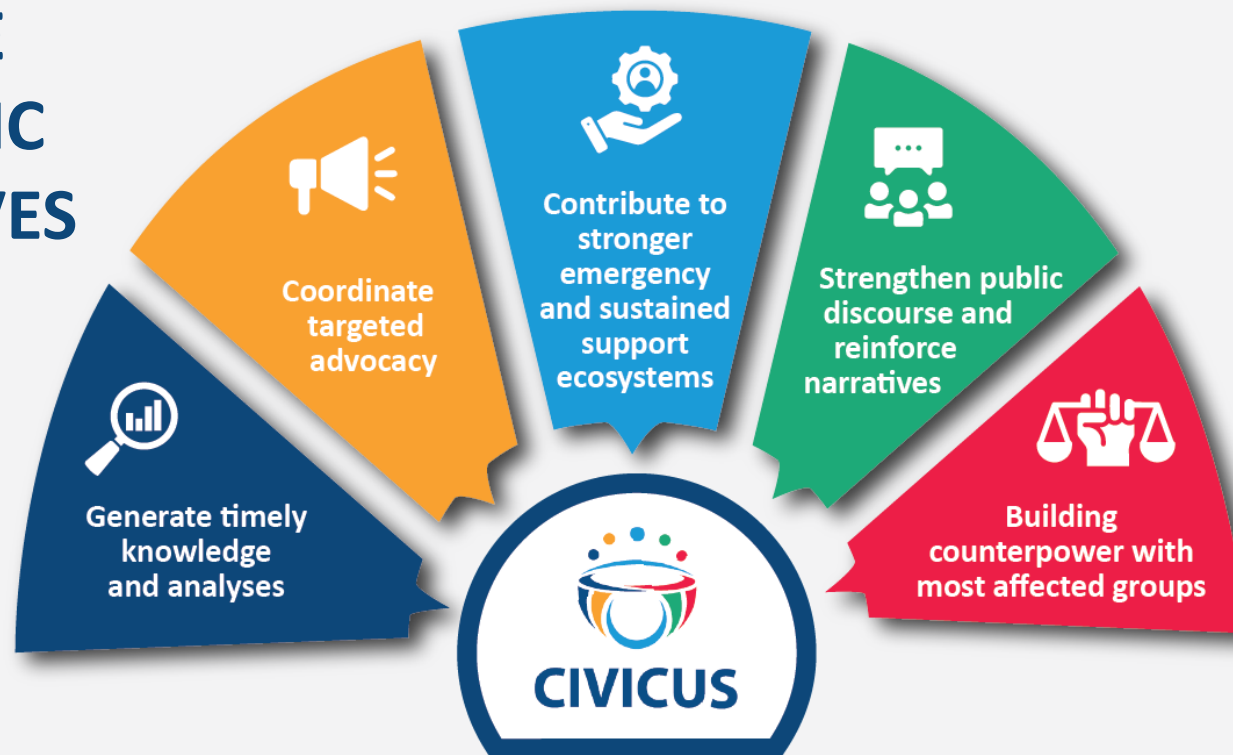 IC
VES
Generate timely
knowledge
and analyses
Coordinate
targeted
advocacy
Contribute to
stronger
emergency
and sustained
support
ecosystems
Strengthen public
discourse and
reinforce
narratives
Building
counterpower with
most affected groups
CIVICUS